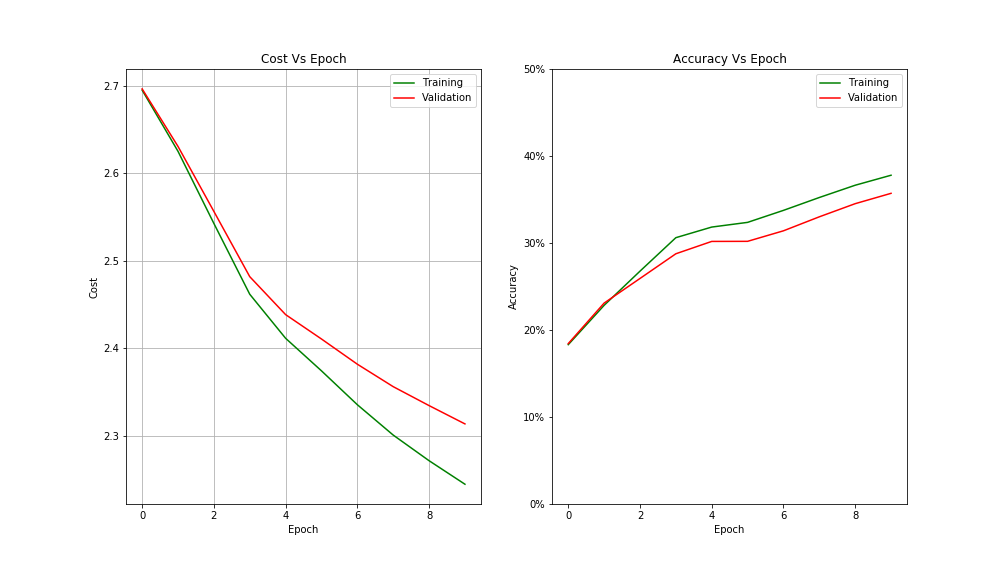 Cost Vs Epoch
Training
Validation
2.7
2.6
2.5
2.4
2.3
Cost
0 2 4 6 8
Epoch
Accuracy Vs Epoch
Training
Validation
50%
40%
30%
20%
10%
0%
Accuracy
0 2 4 6 8
Epoch